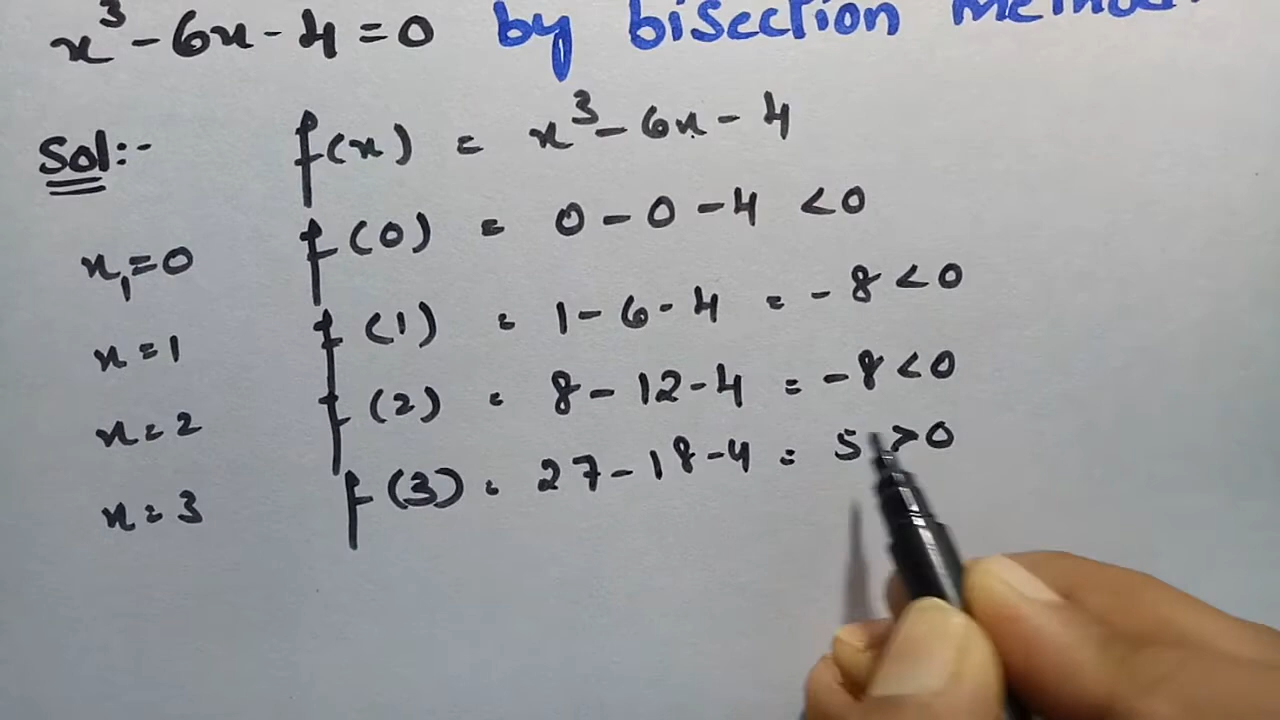 x³ - 6x - 4 = 0 by bisection Method.
Sol:- f(x) = x³ - 6x - 4
x₁ = 0 f(0) = 0 - 0 - 4 < 0
x = 1 f(1) = 1 - 6 - 4 = - 8 < 0
x = 2 f(2) = 8 - 12 - 4 = - 8 < 0
x = 3 f(3) = 27 - 18 - 4 = 5 > 0